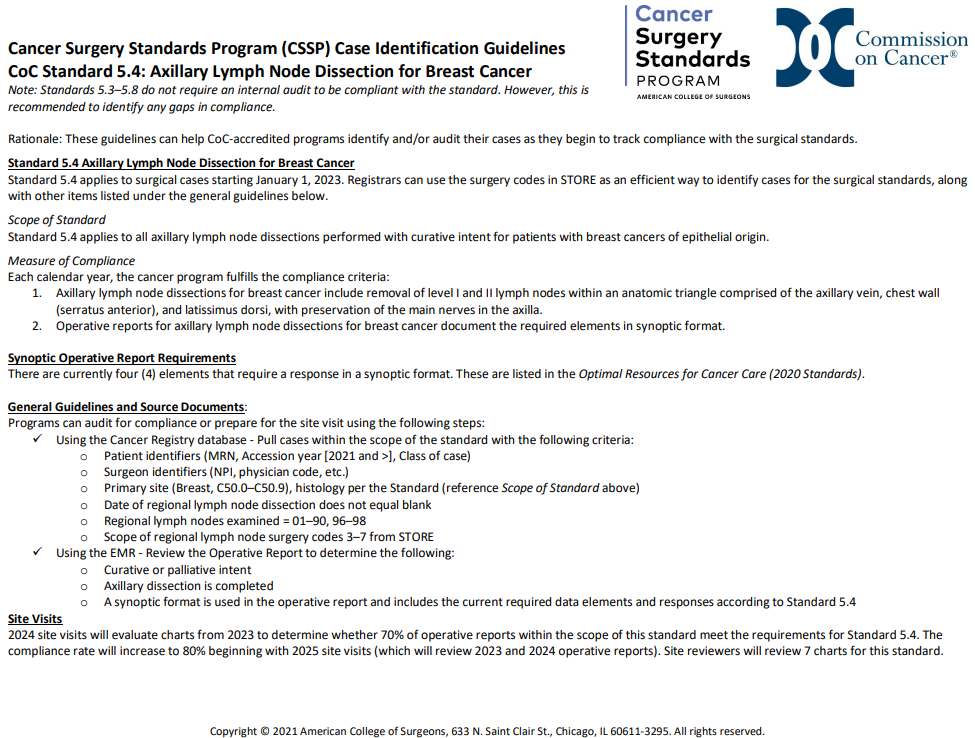 Cancer Surgery Standards Program (CSSP) Case Identification Guidelines
CoC Standard 5.4: Axillary Lymph Node Dissection for Breast Cancer
Note: Standards 5.3–5.8 do not require an internal audit to be compliant with the standard. However, this is
recommended to identify any gaps in compliance.
Cancer
Surgery
Standards
PROGRAM
AMERICAN COLLEGE OF SURGEONS
Commission
on Cancer®
Rationale: These guidelines can help CoC-accredited programs identify and/or audit their cases as they begin to track compliance with the surgical standards.
Standard 5.4 Axillary Lymph Node Dissection for Breast Cancer
Standard 5.4 applies to surgical cases starting January 1, 2023. Registrars can use the surgery codes in STORE as an efficient way to identify cases for the surgical standards, along
with other items listed under the general guidelines below.
Scope of Standard
Standard 5.4 applies to all axillary lymph node dissections performed with curative intent for patients with breast cancers of epithelial origin.
Measure of Compliance
Each calendar year, the cancer program fulfills the compliance criteria:
1. Axillary lymph node dissections for breast cancer include removal of level I and II lymph nodes within an anatomic triangle comprised of the axillary vein, chest wall
(serratus anterior), and latissimus dorsi, with preservation of the main nerves in the axilla.
2. Operative reports for axillary lymph node dissections for breast cancer document the required elements in synoptic format.
Synoptic Operative Report Requirements
There are currently four (4) elements that require a response in a synoptic format. These are listed in the Optimal Resources for Cancer Care (2020 Standards).
General Guidelines and Source Documents:
Programs can audit for compliance or prepare for the site visit using the following steps:
✓ Using the Cancer Registry database - Pull cases within the scope of the standard with the following criteria:
o Patient identifiers (MRN, Accession year [2021 and >], Class of case)
o Surgeon identifiers (NPI, physician code, etc.)
o Primary site (Breast, C50.0–C50.9), histology per the Standard (reference Scope of Standard above)
o Date of regional lymph node dissection does not equal blank
o Regional lymph nodes examined = 01–90, 96–98
o Scope of regional lymph node surgery codes 3–7 from STORE
✓ Using the EMR - Review the Operative Report to determine the following:
o Curative or palliative intent
o Axillary dissection is completed
o A synoptic format is used in the operative report and includes the current required data elements and responses according to Standard 5.4
Site Visits
2024 site visits will evaluate charts from 2023 to determine whether 70% of operative reports within the scope of this standard meet the requirements for Standard 5.4. The
compliance rate will increase to 80% beginning with 2025 site visits (which will review 2023 and 2024 operative reports). Site reviewers will review 7 charts for this standard.
Copyright © 2021 American College of Surgeons, 633 N. Saint Clair St., Chicago, IL 60611-3295. All rights reserved.